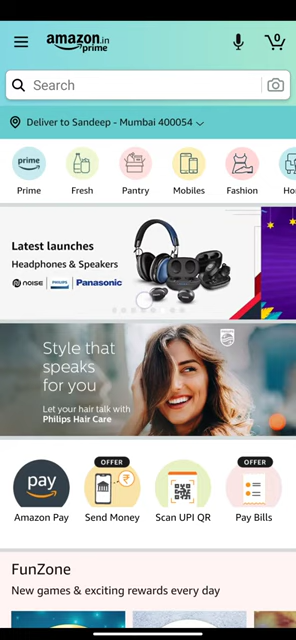 amazon.in
prime
0
Search
Deliver to Sandeep - Mumbai 400054
prime
Prime
Fresh
Pantry
Mobiles
Fashion
Ho
Latest launches
Headphones & Speakers
noise PHILIPS Panasonic
Style that
speaks
for you
Let your hair talk with
Philips Hair Care
OFFER
OFFER
pay
Amazon Pay
Send Money
Scan UPI QR
Pay Bills
FunZone
New games & exciting rewards every day